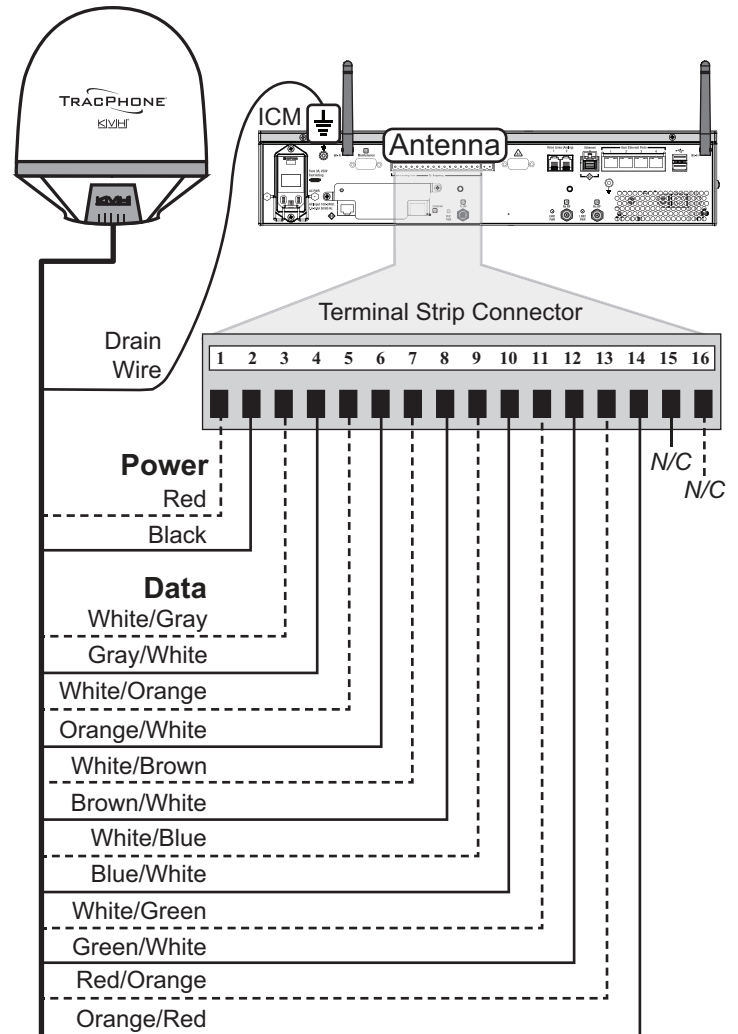 TRACPHONE
KVH
KVH
ICM
Antenna
Maintenance
Terminal Strip Connector
Drain
Wire
1 2 3 4 5 6 7 8 9 10 11 12 13 14 15 16
N/C
N/C
Power
Red
Black
Data
White/Gray
Gray/White
White/Orange
Orange/White
White/Brown
Brown/White
White/Blue
Blue/White
White/Green
Green/White
Red/Orange
Orange/Red